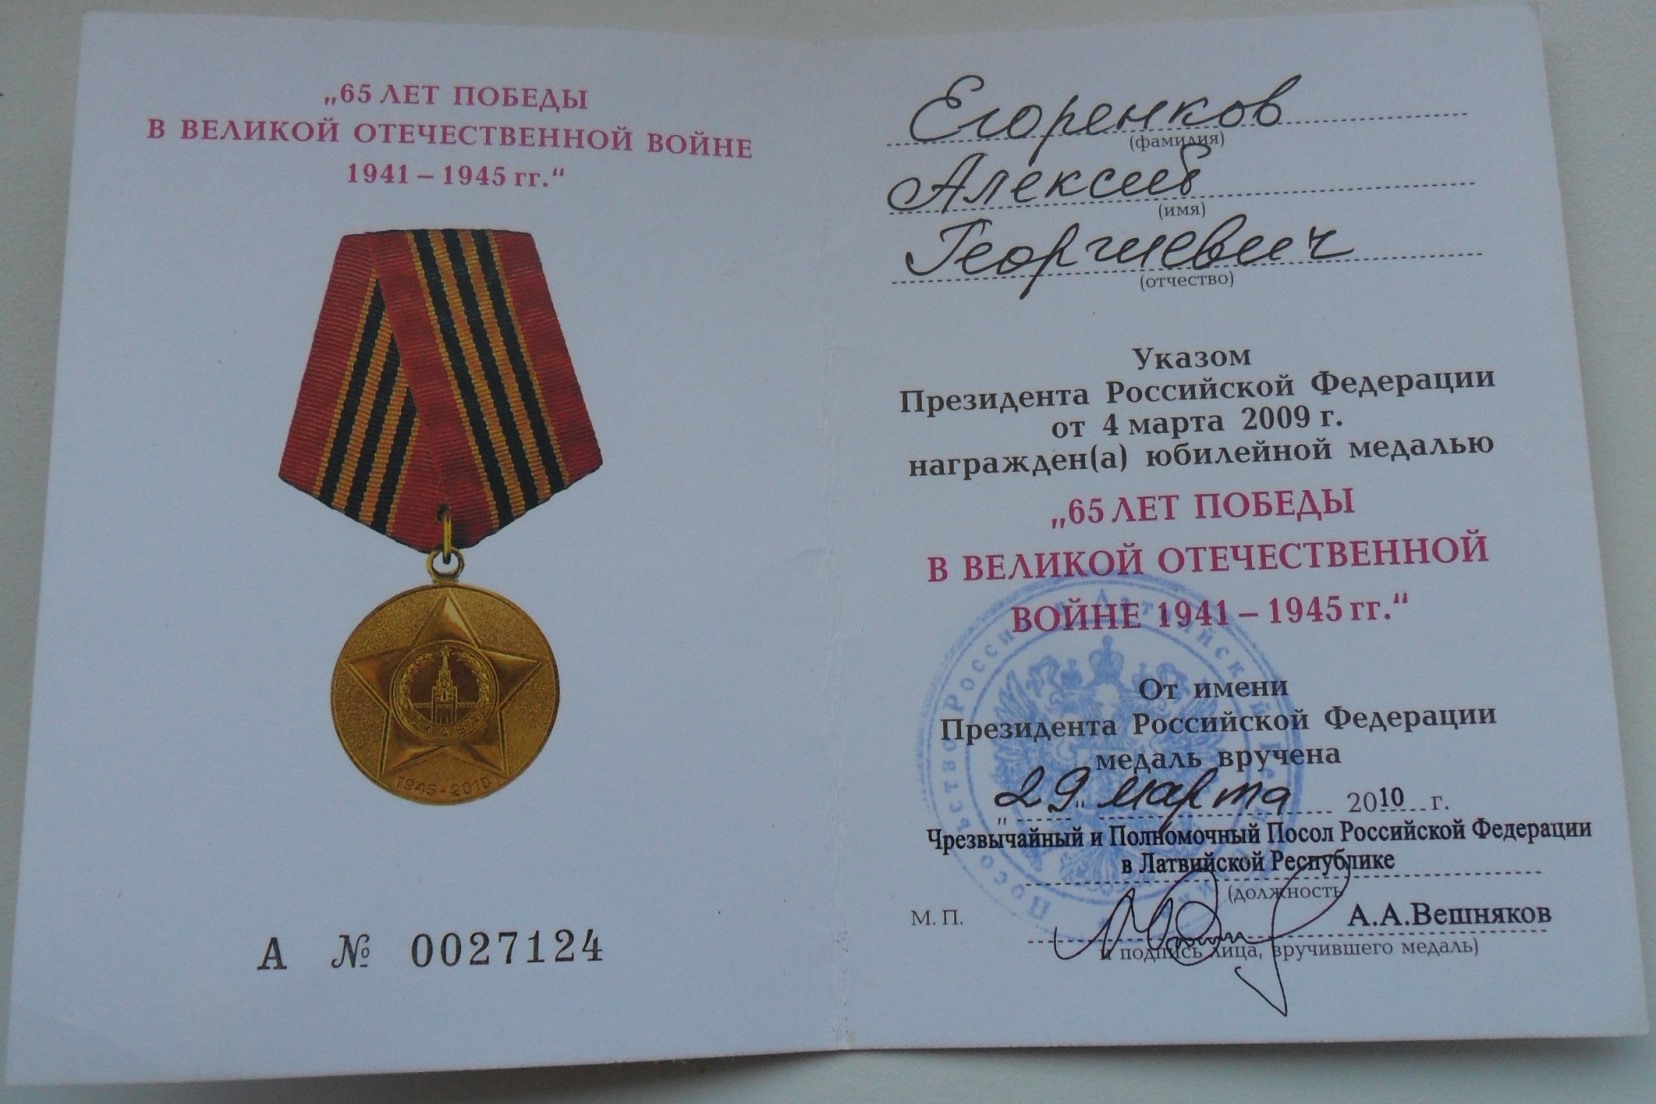 „65 ЛЕТ ПОБЕДЫ
В ВЕЛИКОЙ ОТЕЧЕСТВЕННОЙ ВОЙНЕ
1941 – 1945 гг.“
1945-2010
А № 0027124
Егоренков
(фамилия)
Алексей
(имя)
Георгиевич
(отчество)
Указом
Президента Российской Федерации
от 4 марта 2009 г.
награжден(а) юбилейной медалью
„65 ЛЕТ ПОБЕДЫ
В ВЕЛИКОЙ ОТЕЧЕСТВЕННОЙ
ВОЙНЕ 1941 – 1945 гг.“
От имени
Президента Российской Федерации
медаль вручена
„29“ марта 2010 г.
Чрезвычайный и Полномочный Посол Российской Федерации
в Латвийской Республике
(должность
М. П.
А.А.Вешняков
подпись лица, вручившего медаль)